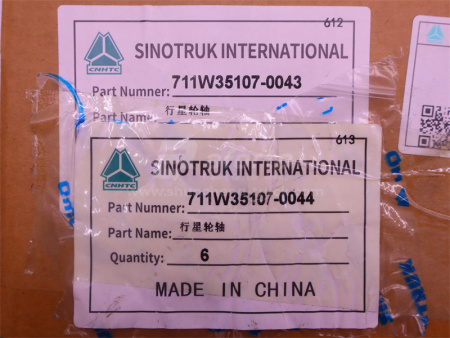 612
SINOTRUK INTERNATIONAL
CNHTC
Part Numner: 711W35107-0043
Part Name: 行星轮轴
613
SINOTRUK INTERNATIONAL
CNHTC
Part Numner: 711W35107-0044
Part Name: 行星轮轴
Quantity: 6
MADE IN CHINA